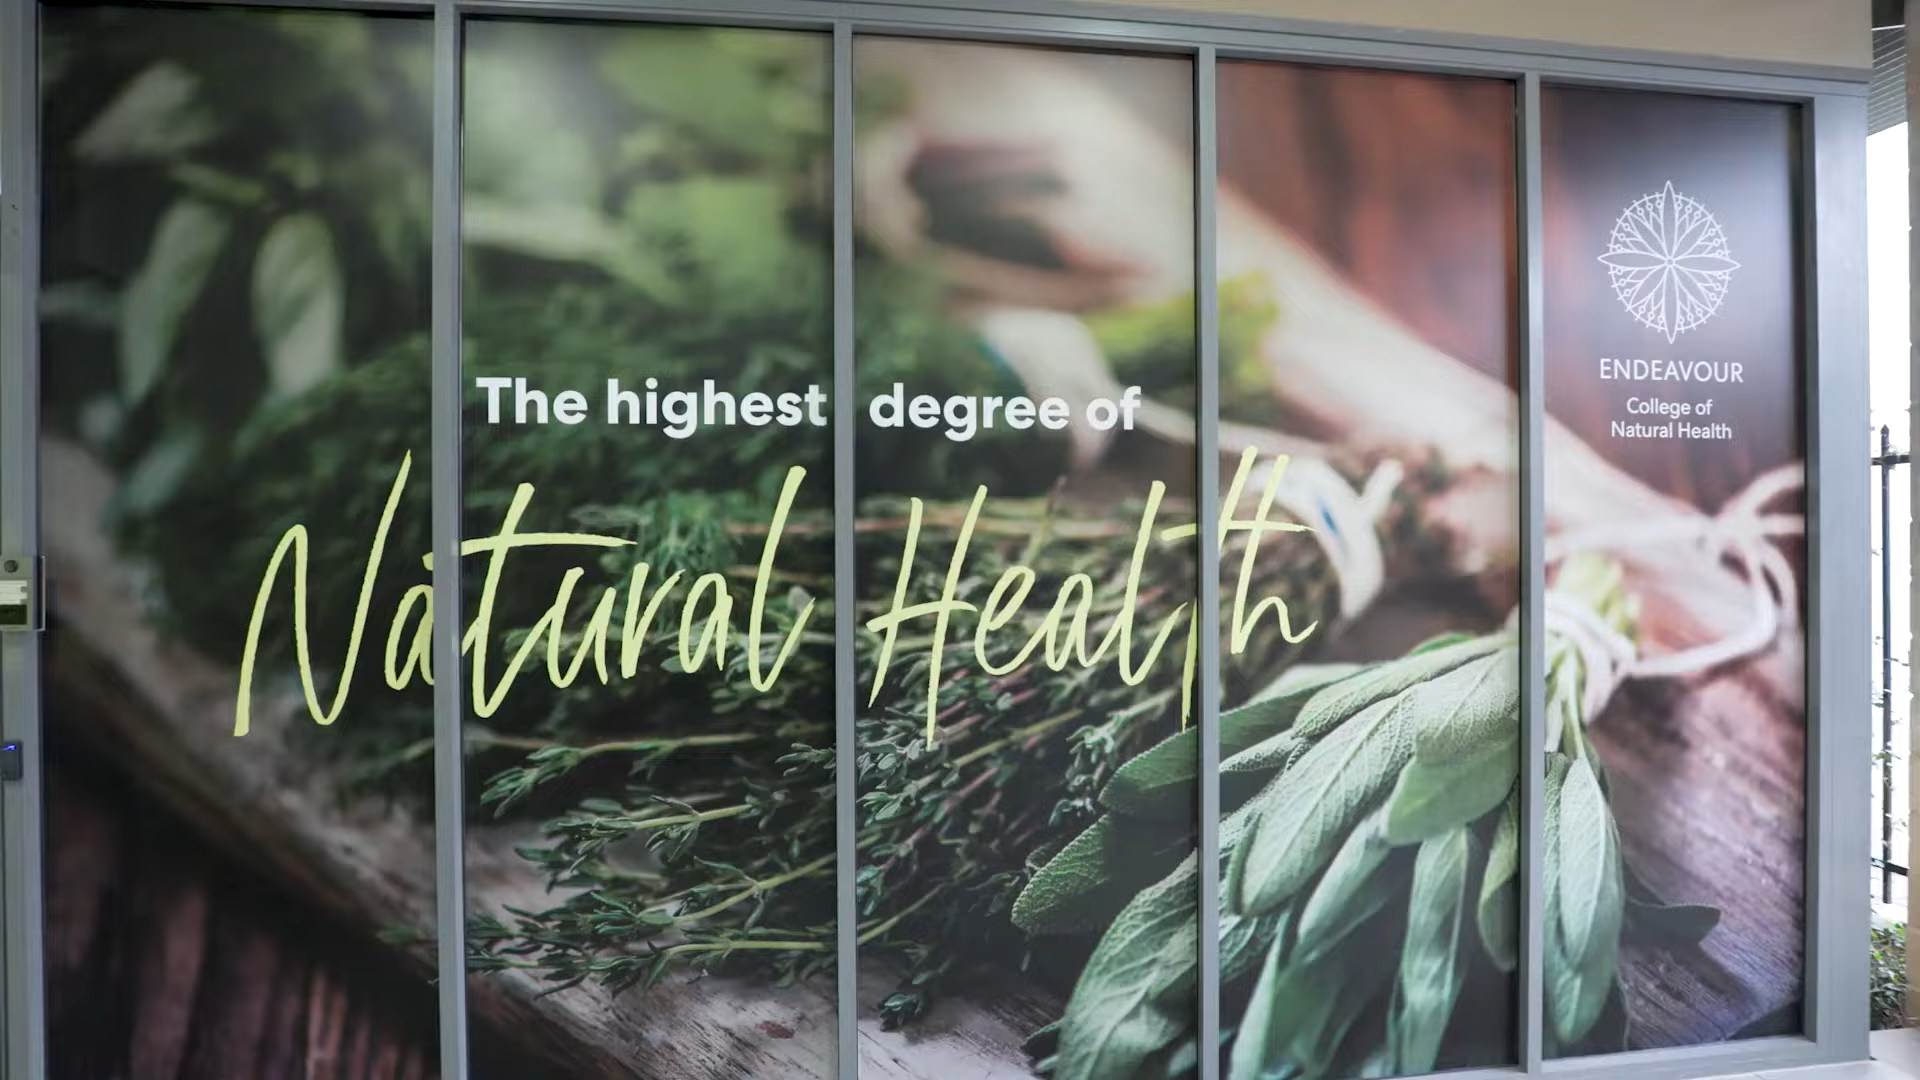 The highest degree of
Natural Health
ENDEAVOUR
College of
Natural Health